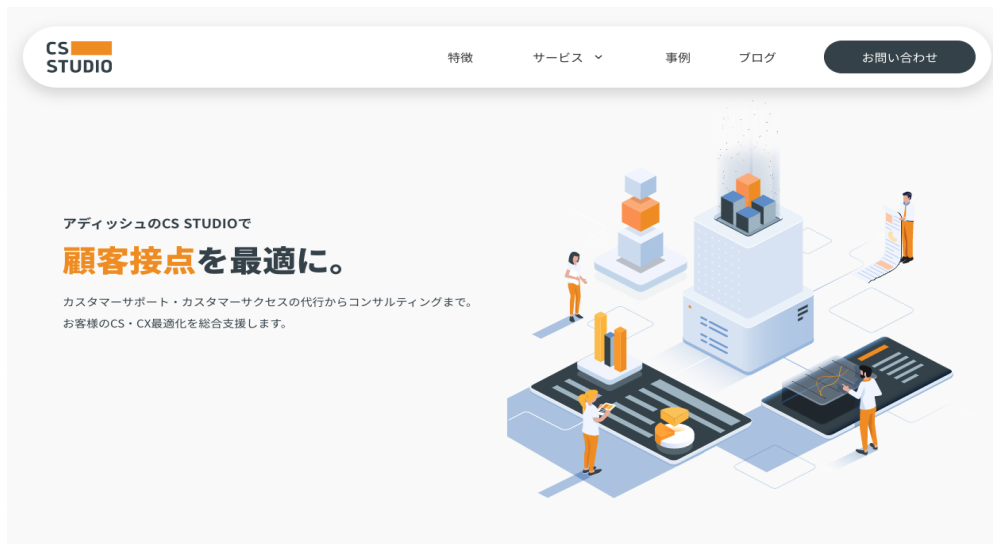 CS
STUDIO
特徴
サービス
事例
ブログ
お問い合わせ
アディッシュのCS STUDIOで
顧客接点を最適に。
カスタマーサポート・カスタマーサクセスの代行からコンサルティングまで。
お客様のCS・CX最適化を総合支援します。